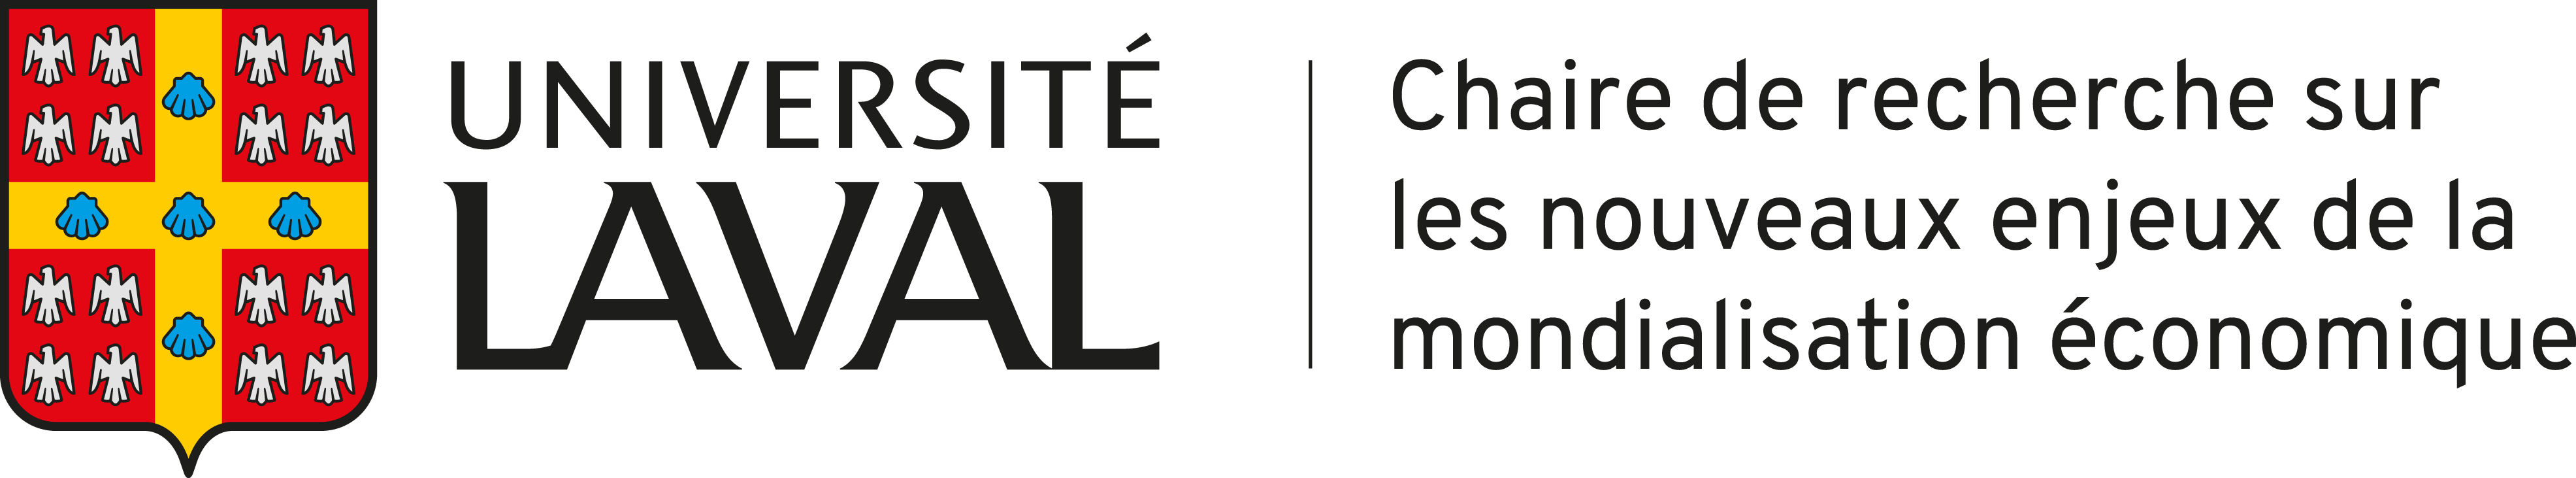 UNIVERSITÉ
LAVAL
Chaire de recherche sur
les nouveaux enjeux de la
mondialisation économique